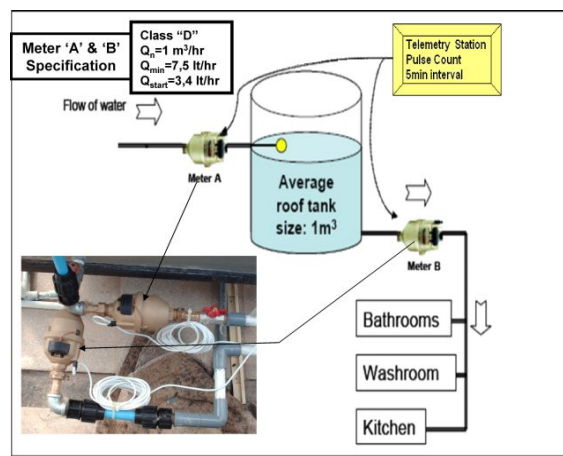 Meter ‘A’ & ‘B’
Specification
Class “D”
Qn=1 m³/hr
Qmin=7,5 lt/hr
Qstart=3,4 lt/hr
Telemetry Station
Pulse Count
5min interval
Flow of water
Meter A
Average
roof tank
size: 1m³
Meter B
Bathrooms
Washroom
Kitchen